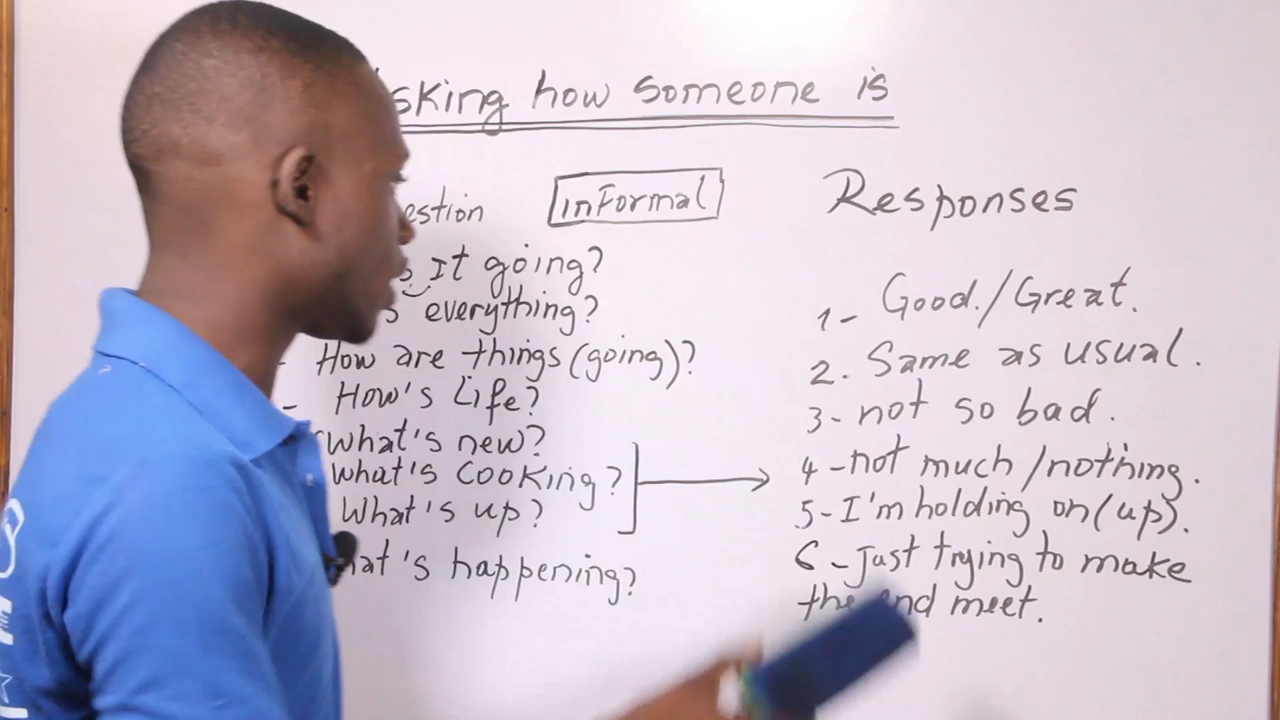 sking how someone is
estion
informal
Responses
s It going?
s everything?
- How are things (going)?
- How's Life?
what's new?
what's cooking?
What's up?
hat's happening?
1- Good./Great.
2. Same as usual.
3- not so bad.
4-not much/nothing.
5-I'm holding on(up).
6-Just trying to make
the end meet.